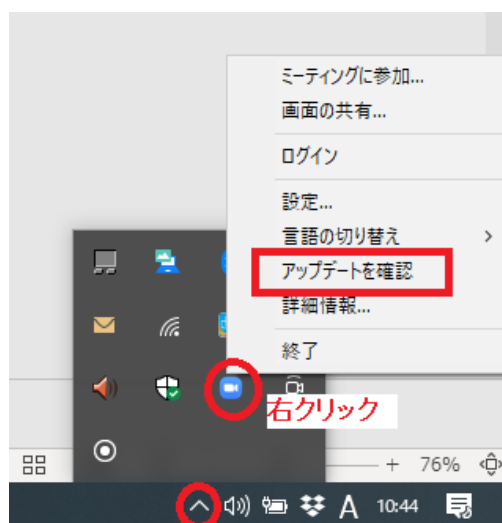 ミーティングに参加...
画面の共有...
ログイン
設定...
言語の切り替え
アップデートを確認
詳細情報...
終了
右クリック
76%
A 10:44